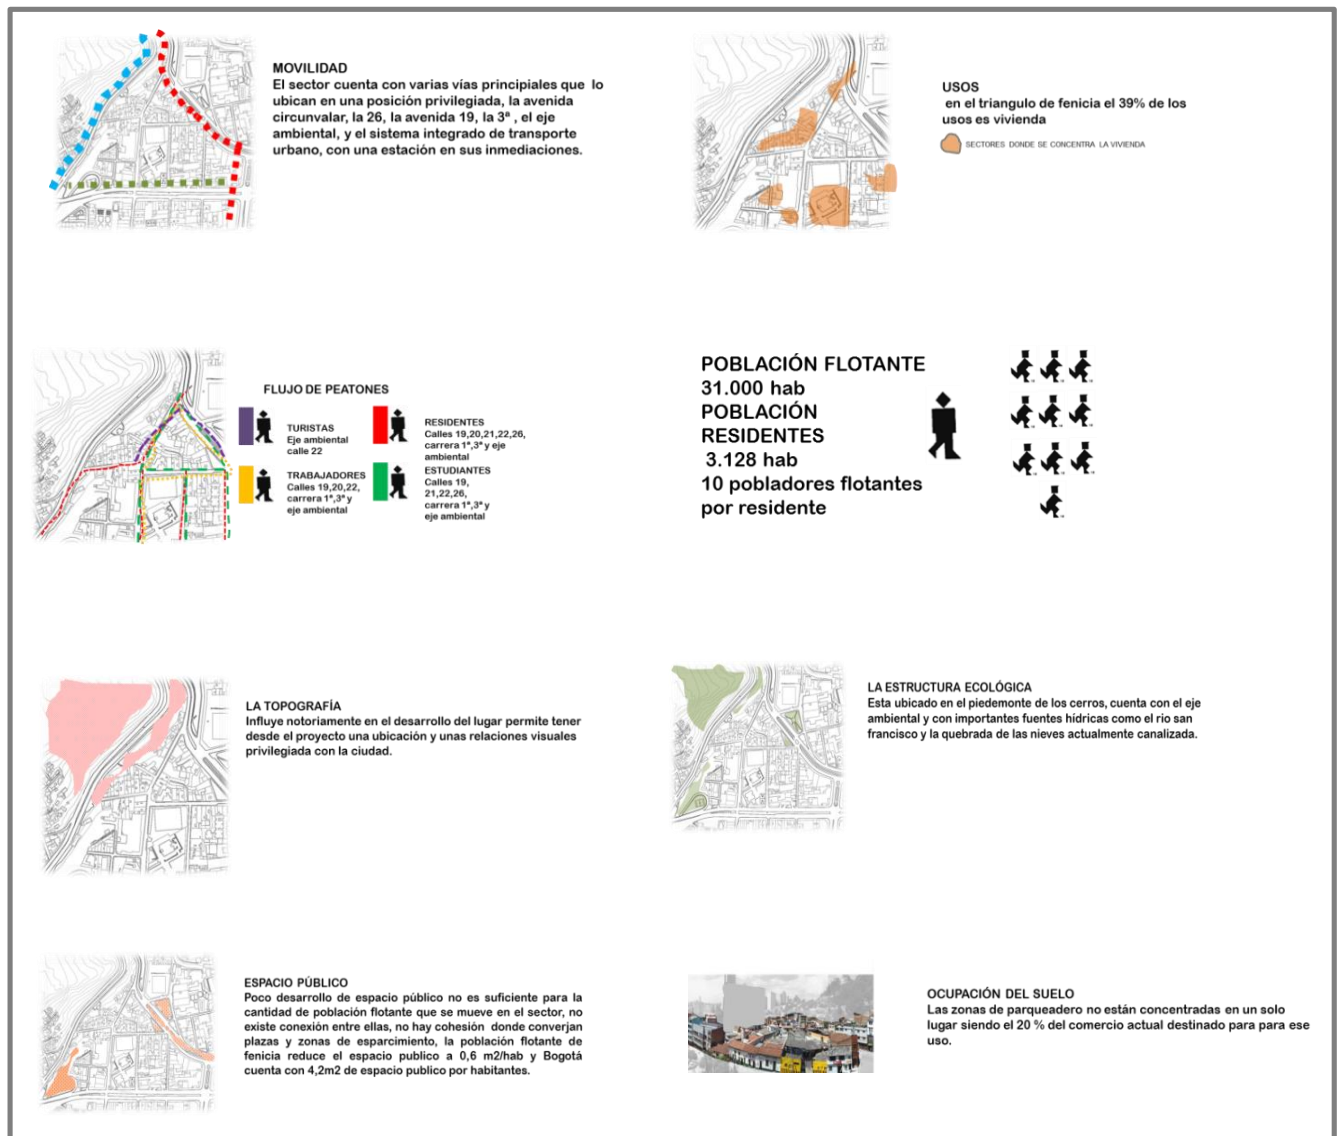 MOVILIDAD
El sector cuenta con varias vías principales que lo
ubican en una posición privilegiada, la avenida
circunvalar, la 26, la avenida 19, la 3ª , el eje
ambiental, y el sistema integrado de transporte
urbano, con una estación en sus inmediaciones.
USOS
en el triangulo de fenicia el 39% de los
usos es vivienda
SECTORES DONDE SE CONCENTRA LA VIVIENDA
FLUJO DE PEATONES
TURISTAS
Eje ambiental
calle 22
RESIDENTES
Calles 19,20,21,22,26,
carrera 1ª,3ª y eje
ambiental
TRABAJADORES
Calles 19,20,22,
carrera 1ª,3ª y
eje ambiental
ESTUDIANTES
Calles 19,
21,22,26,
carrera 1ª,3ª y
eje ambiental
POBLACIÓN FLOTANTE
31.000 hab
POBLACIÓN
RESIDENTES
3.128 hab
10 pobladores flotantes
por residente
LA TOPOGRAFÍA
Influye notoriamente en el desarrollo del lugar permite tener
desde el proyecto una ubicación y unas relaciones visuales
privilegiada con la ciudad.
LA ESTRUCTURA ECOLÓGICA
Esta ubicado en el piedemonte de los cerros, cuenta con el eje
ambiental y con importantes fuentes hídricas como el rio san
francisco y la quebrada de las nieves actualmente canalizada.
ESPACIO PÚBLICO
Poco desarrollo de espacio público no es suficiente para la
cantidad de población flotante que se mueve en el sector, no
existe conexión entre ellas, no hay cohesión donde converjan
plazas y zonas de esparcimiento, la población flotante de
fenicia reduce el espacio publico a 0,6 m2/hab y Bogotá
cuenta con 4,2m2 de espacio publico por habitantes.
OCUPACIÓN DEL SUELO
Las zonas de parqueadero no están concentradas en un solo
lugar siendo el 20 % del comercio actual destinado para para ese
uso.